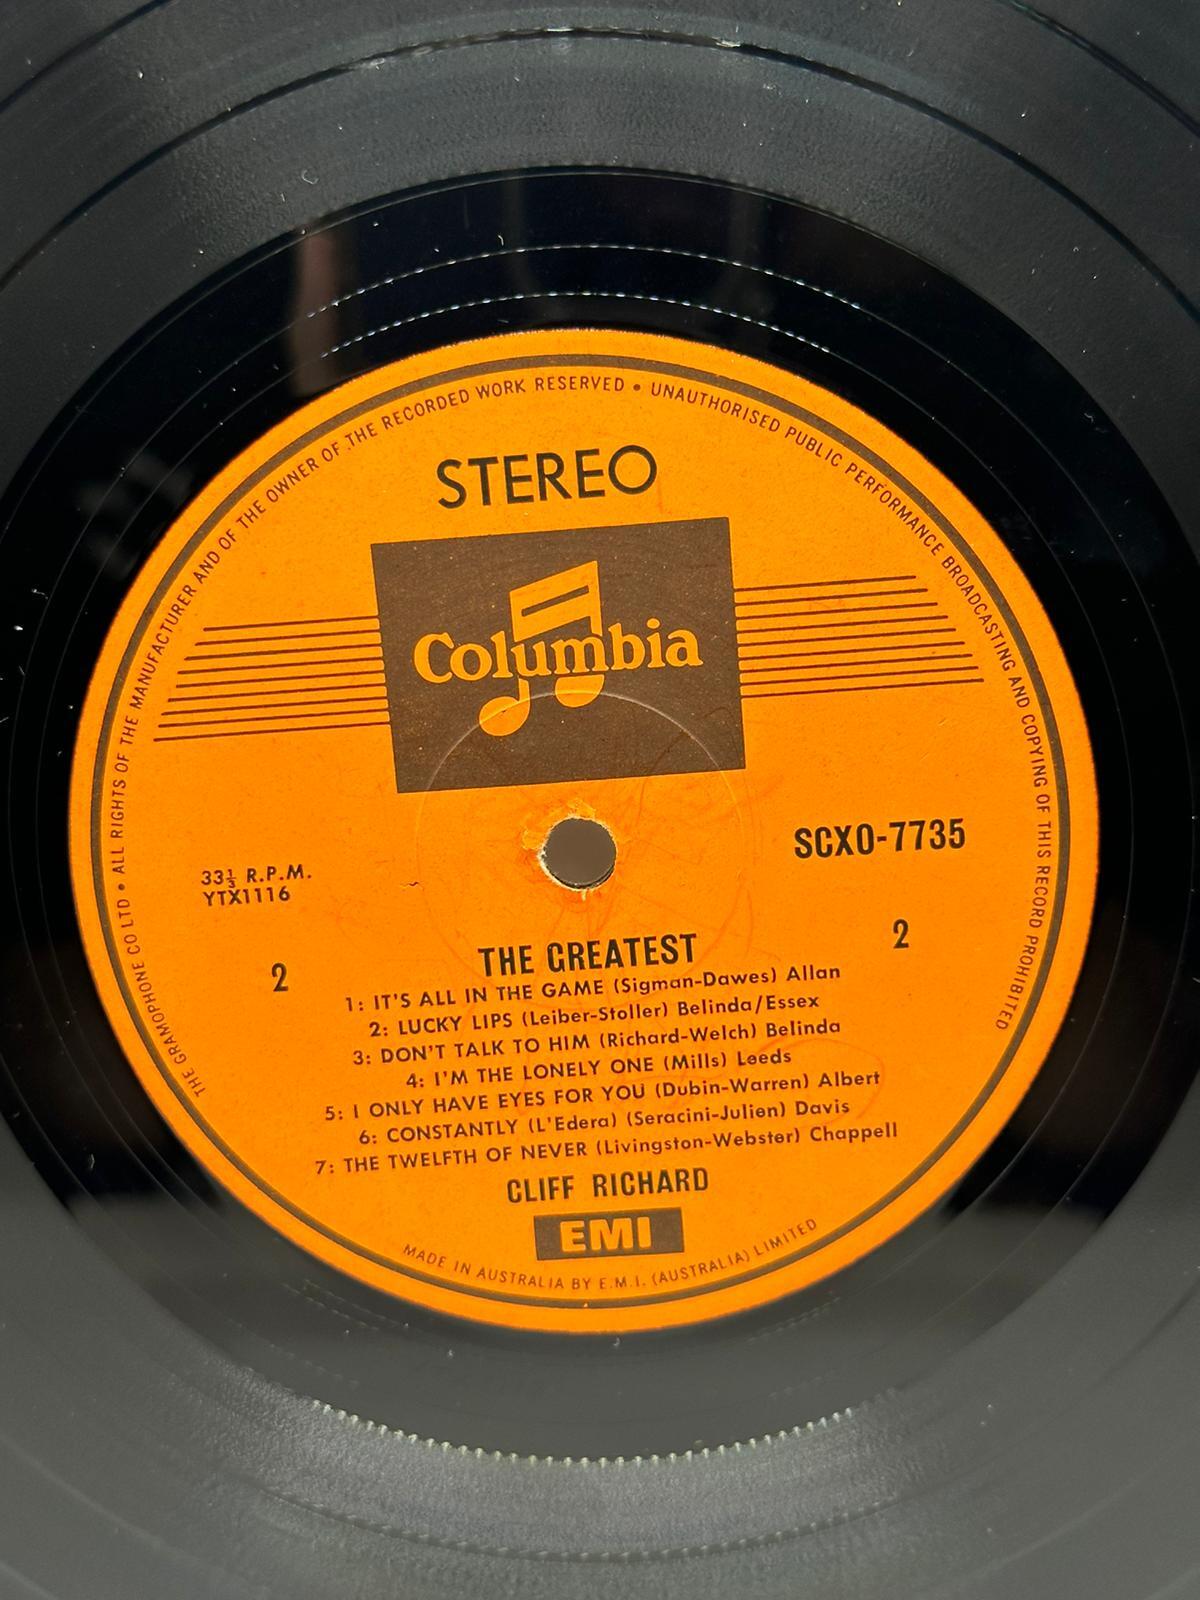 THE GRAMOPHONE CO LTD • ALL RIGHTS OF THE MANUFACTURER AND OF THE OWNER OF THE RECORDED WORK RESERVED • UNAUTHORISED PUBLIC PERFORMANCE BROADCASTING AND COPYING OF THIS RECORD PROHIBITED
STEREO
Columbia
SCXO-7735
33⅓ R.P.M.
YTX1116
2
2
THE GREATEST
1: IT'S ALL IN THE GAME (Sigman-Dawes) Allan
2: LUCKY LIPS (Leiber-Stoller) Belinda/Essex
3: DON'T TALK TO HIM (Richard-Welch) Belinda
4: I'M THE LONELY ONE (Mills) Leeds
5: I ONLY HAVE EYES FOR YOU (Dubin-Warren) Albert
6: CONSTANTLY (L'Edera) (Seracini-Julien) Davis
7: THE TWELFTH OF NEVER (Livingston-Webster) Chappell
CLIFF RICHARD
EMI
MADE IN AUSTRALIA BY E.M.I. (AUSTRALIA) LIMITED